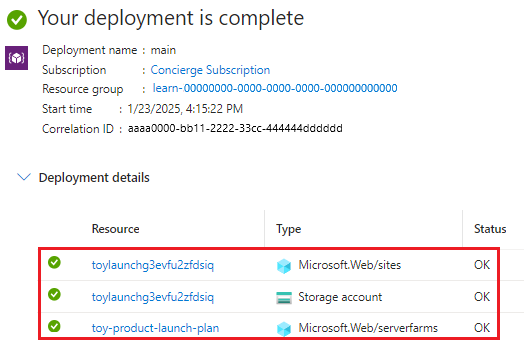 Your deployment is complete
Deployment name : main
Subscription : Concierge Subscription
Resource group : learn-00000000-0000-0000-0000-000000000000
Start time : 1/23/2025, 4:15:22 PM
Correlation ID : aaaa0000-bb11-2222-33cc-444444dddddd
Deployment details
Resource Type Status
toylaunchg3evfu2zfdsiq Microsoft.Web/sites OK
toylaunchg3evfu2zfdsiq Storage account OK
toy-product-launch-plan Microsoft.Web/serverfarms OK